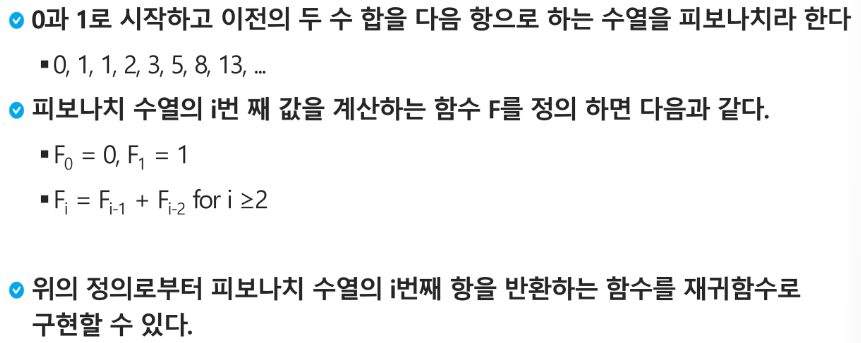 0과 1로 시작하고 이전의 두 수 합을 다음 항으로 하는 수열을 피보나치라 한다
▪ 0, 1, 1, 2, 3, 5, 8, 13, ...
피보나치 수열의 i번 째 값을 계산하는 함수 F를 정의 하면 다음과 같다.
▪ F₀ = 0, F₁ = 1
▪ Fᵢ = Fᵢ₋₁ + Fᵢ₋₂ for i ≥2
위의 정의로부터 피보나치 수열의 i번째 항을 반환하는 함수를 재귀함수로
구현할 수 있다.